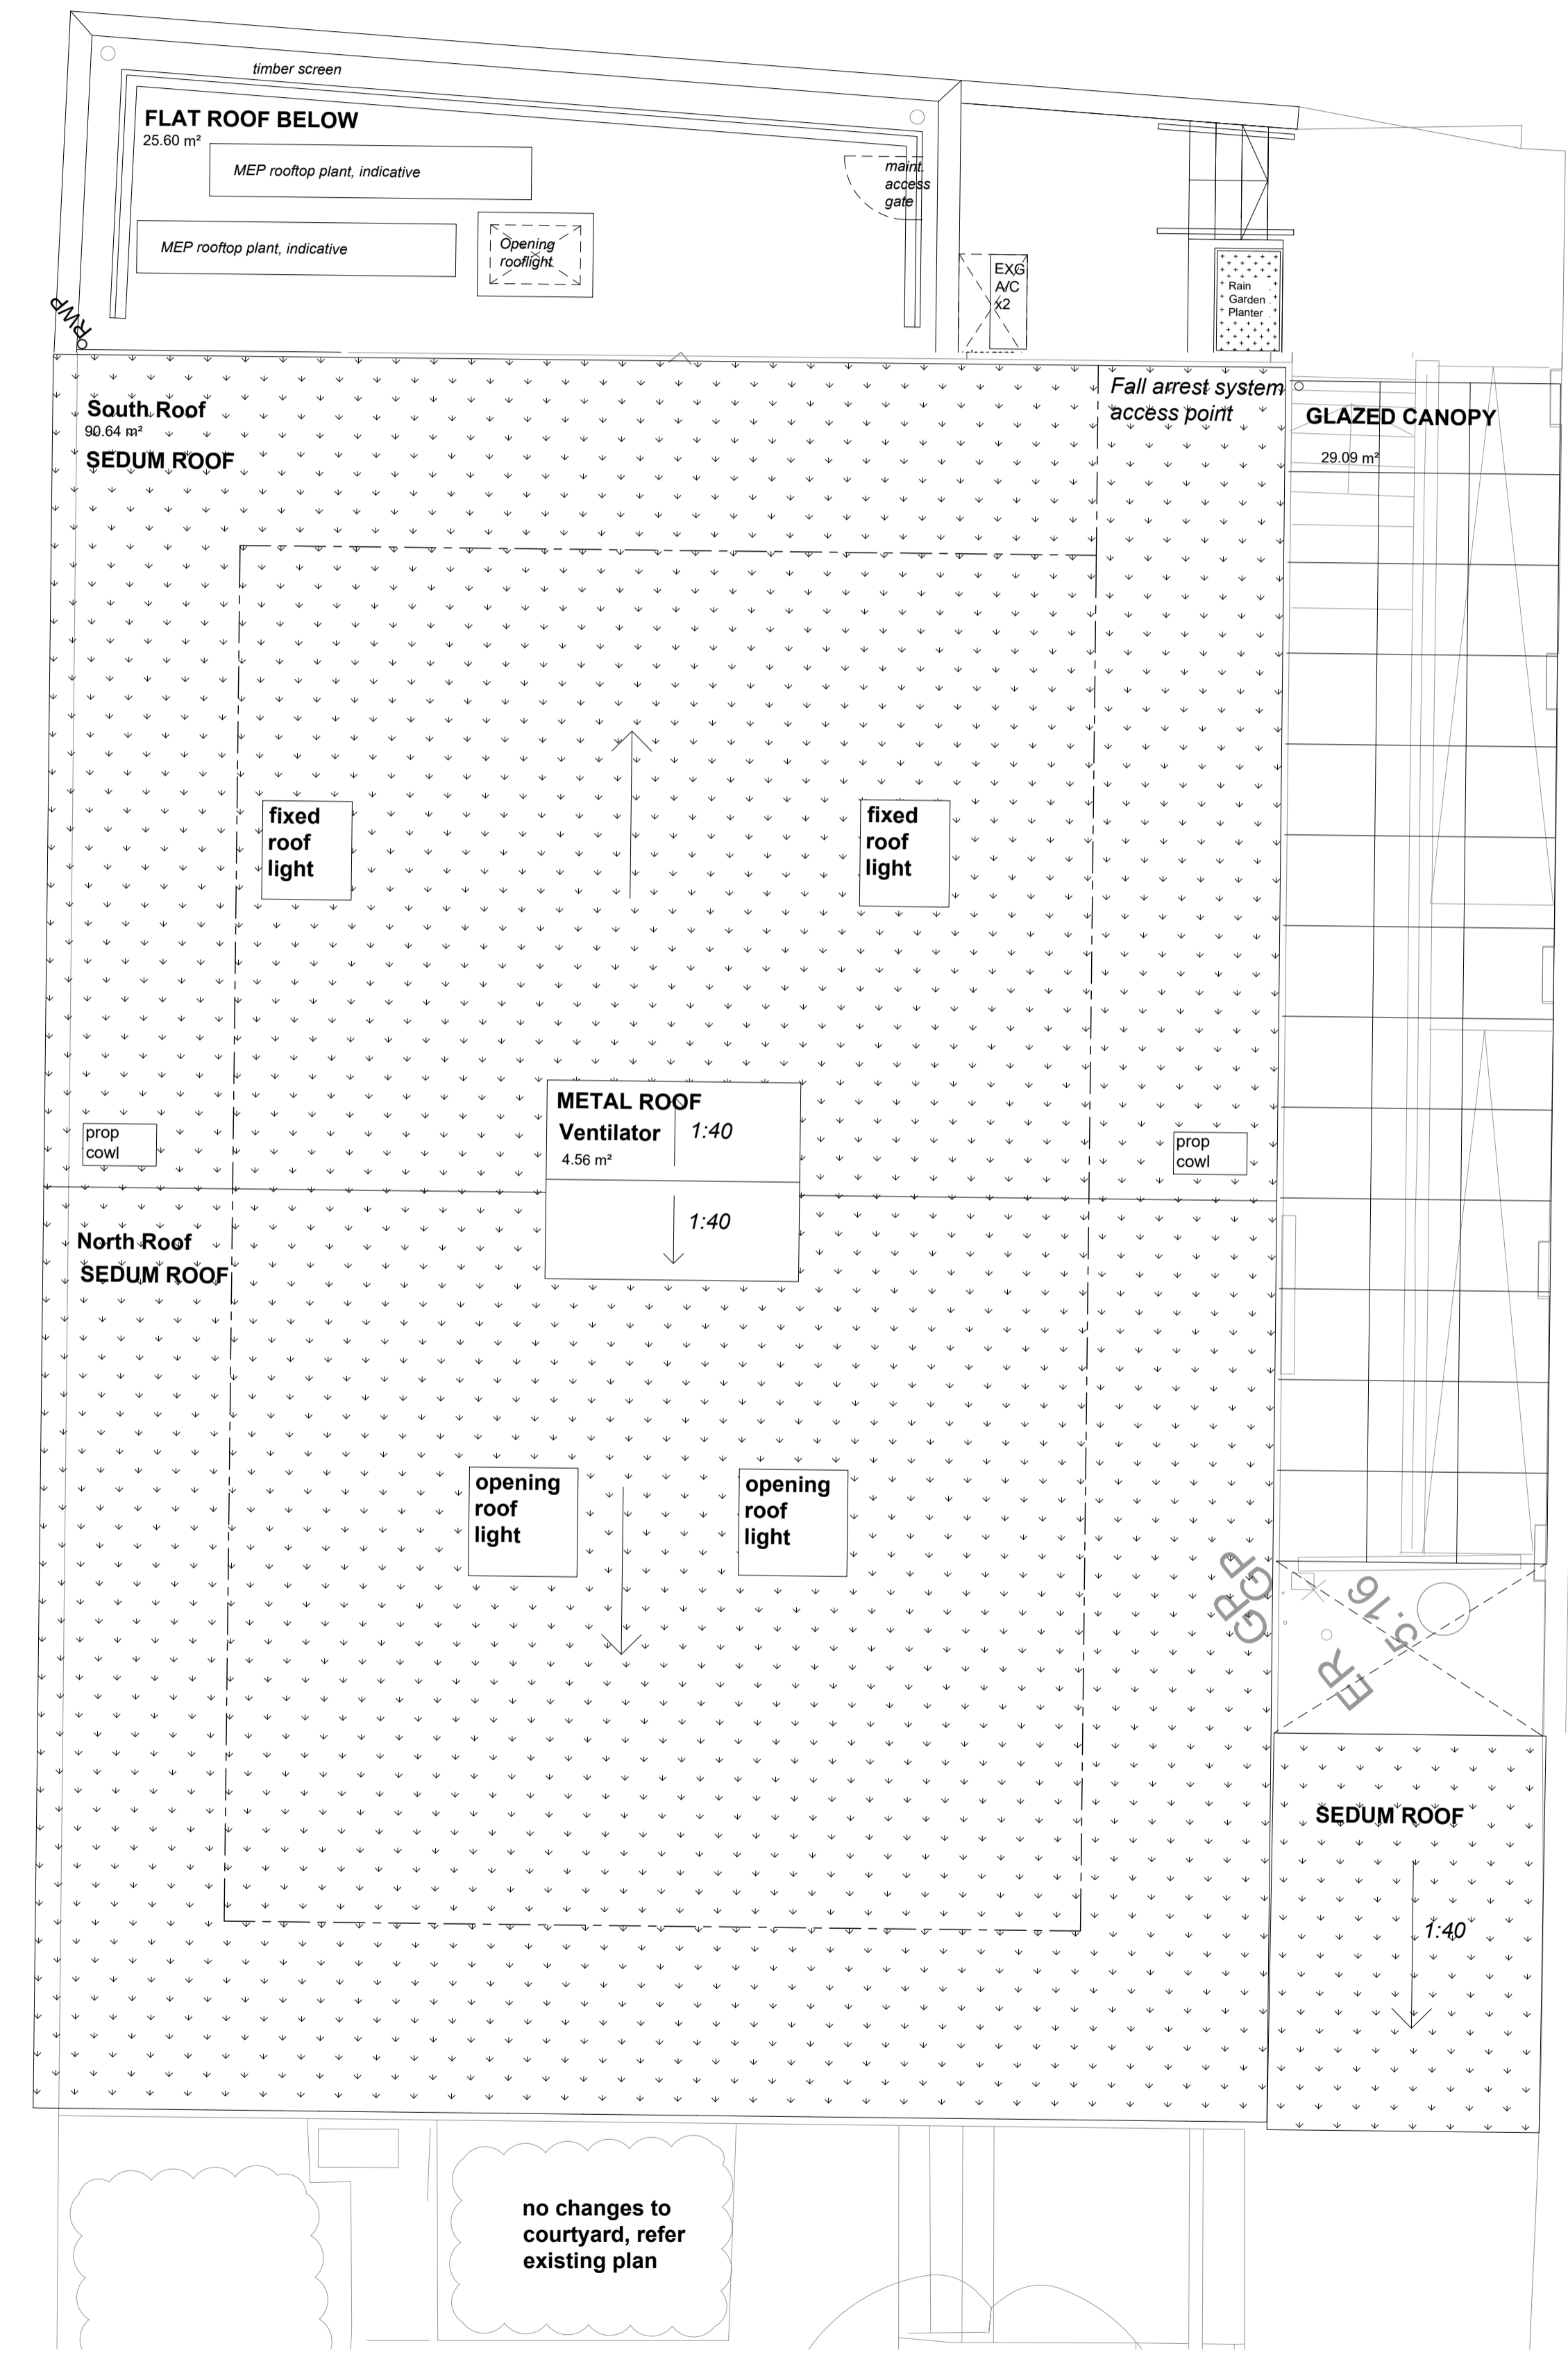 timber screen
FLAT ROOF BELOW
25.60 m²
MEP rooftop plant, indicative
maint.
access
gate
MEP rooftop plant, indicative
Opening
rooflight
EXG
A/C
x2
Rain
Garden
Planter
RWP
South Roof
90.64 m²
SEDUM ROOF
Fall arrest system
access point
GLAZED CANOPY
29.09 m²
fixed
roof
light
fixed
roof
light
METAL ROOF
Ventilator
1:40
4.56 m²
1:40
prop
cowl
prop
cowl
North Roof
SEDUM ROOF
opening
roof
light
opening
roof
light
GP
GP
5.16
ER
SEDUM ROOF
1:40
no changes to
courtyard, refer
existing plan